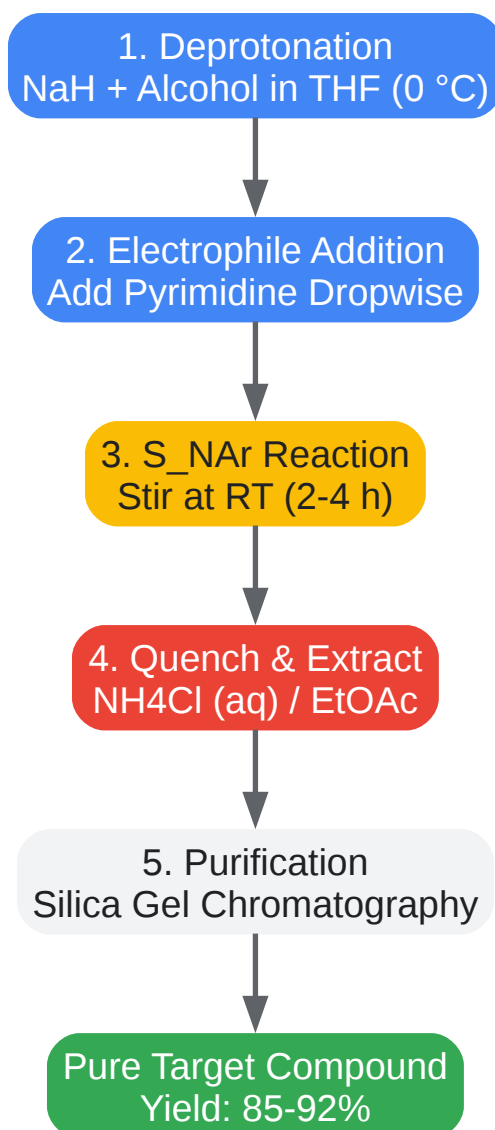 1. Deprotonation
NaH + Alcohol in THF (0 °C)
2. Electrophile Addition
Add Pyrimidine Dropwise
3. S_NAr Reaction
Stir at RT (2-4 h)
4. Quench & Extract
NH4Cl (aq) / EtOAc
5. Purification
Silica Gel Chromatography
Pure Target Compound
Yield: 85-92%